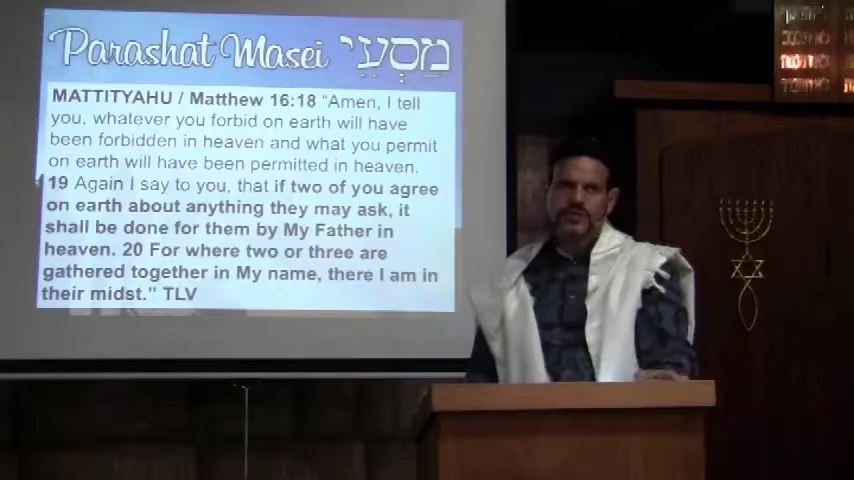 Parashat Masei מַסְעֵי
MATTITYAHU / Matthew 16:18 "Amen, I tell
you, whatever you forbid on earth will have
been forbidden in heaven and what you permit
on earth will have been permitted in heaven.
19 Again I say to you, that if two of you agree
on earth about anything they may ask, it
shall be done for them by My Father in
heaven. 20 For where two or three are
gathered together in My name, there I am in
their midst." TLV